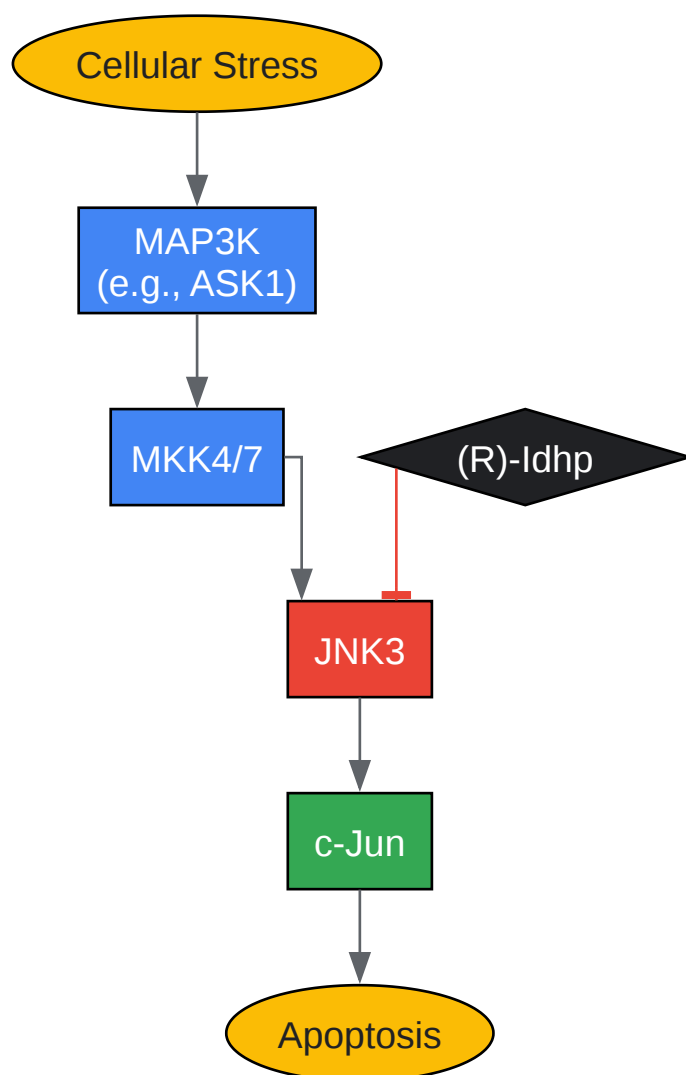 Cellular Stress
MAP3K
(e.g., ASK1)
MKK4/7
(R)-Idhp
JNK3
c-Jun
Apoptosis